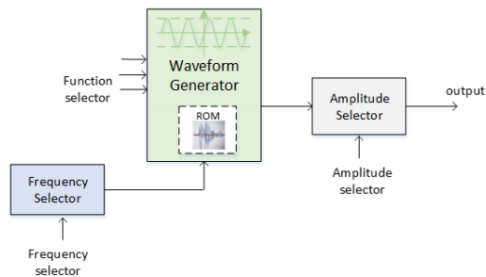 Waveform
Generator
ROM
Function
selector
Amplitude
Selector
output
Amplitude
selector
Frequency
Selector
Frequency
selector